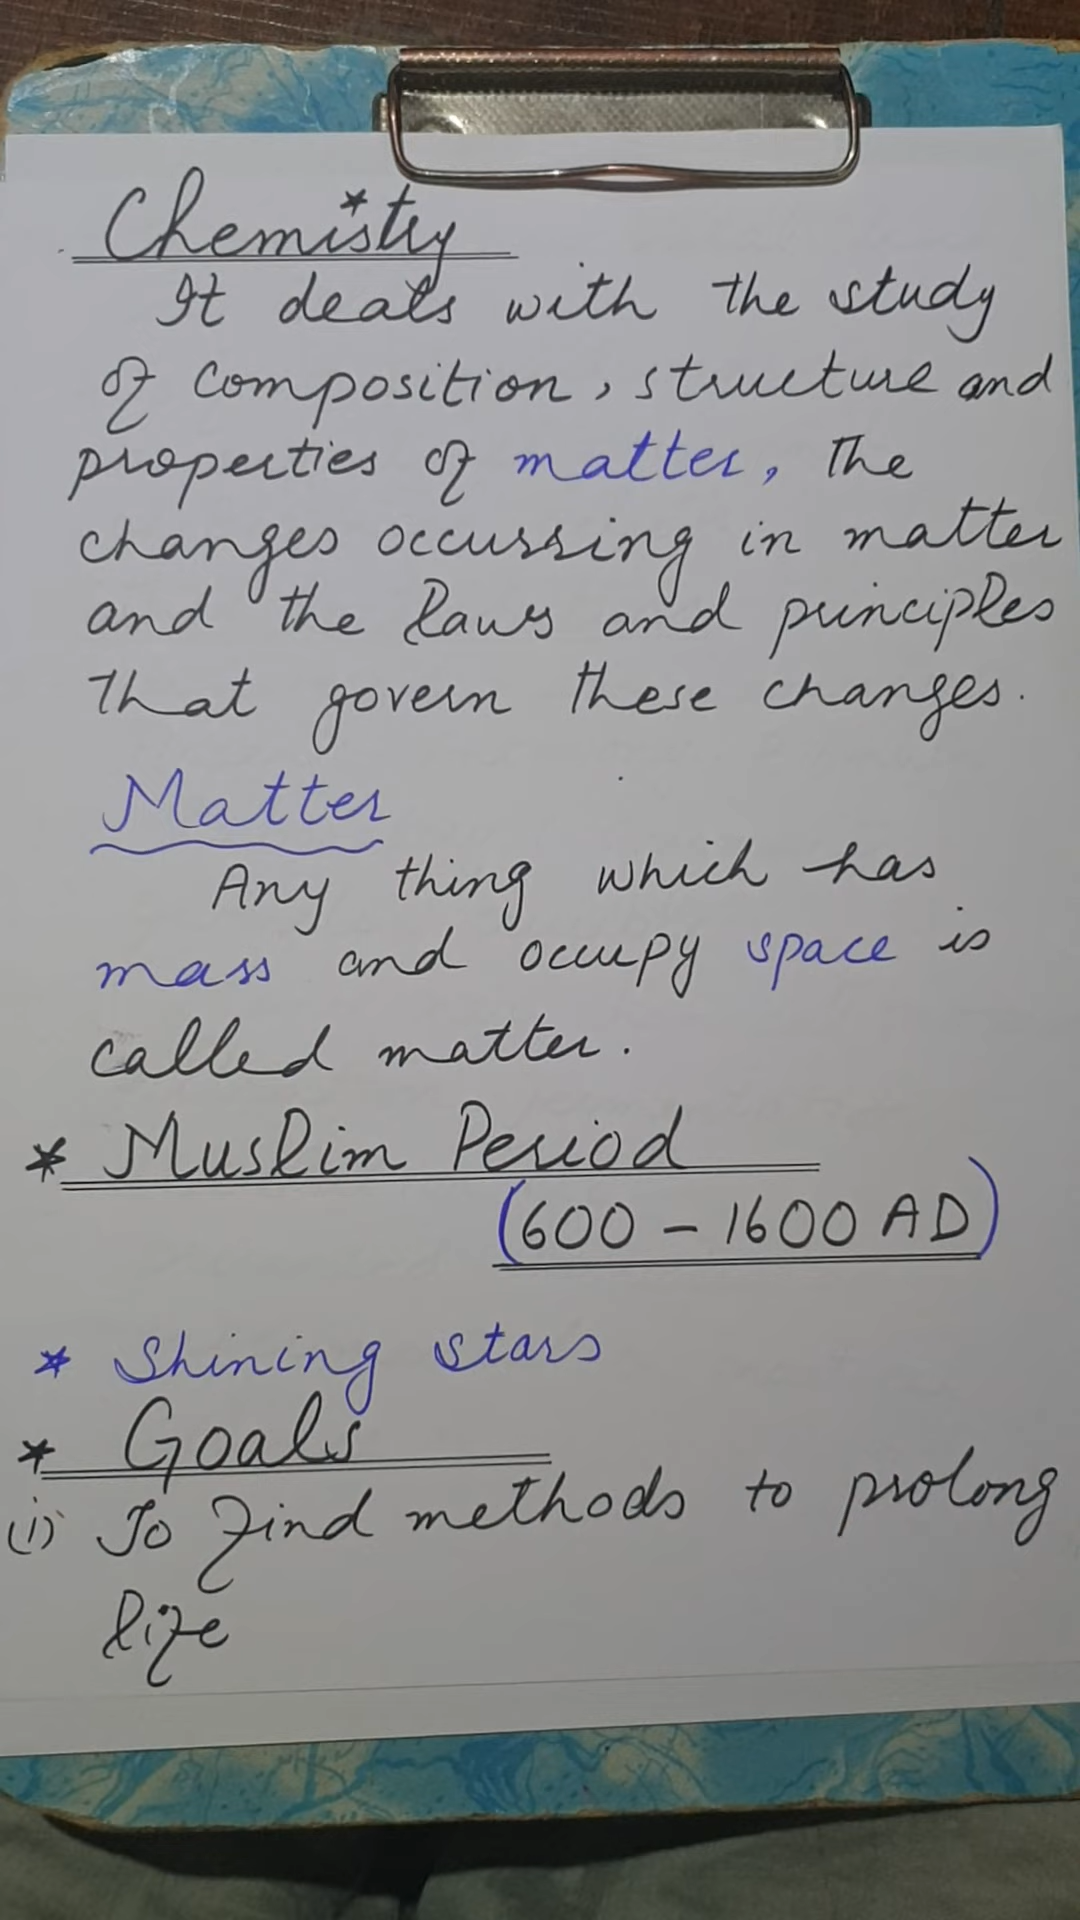 Chemistry
It deals with the study
of composition, structure and
properties of matter, The
changes occurring in matter
and the laws and principles
That govern these changes.
Matter
Any thing which has
mass and occupy space is
called matter.
* Muslim Period
(600 - 1600 AD)
* Shining stars
* Goals
(i) To find methods to prolong
life